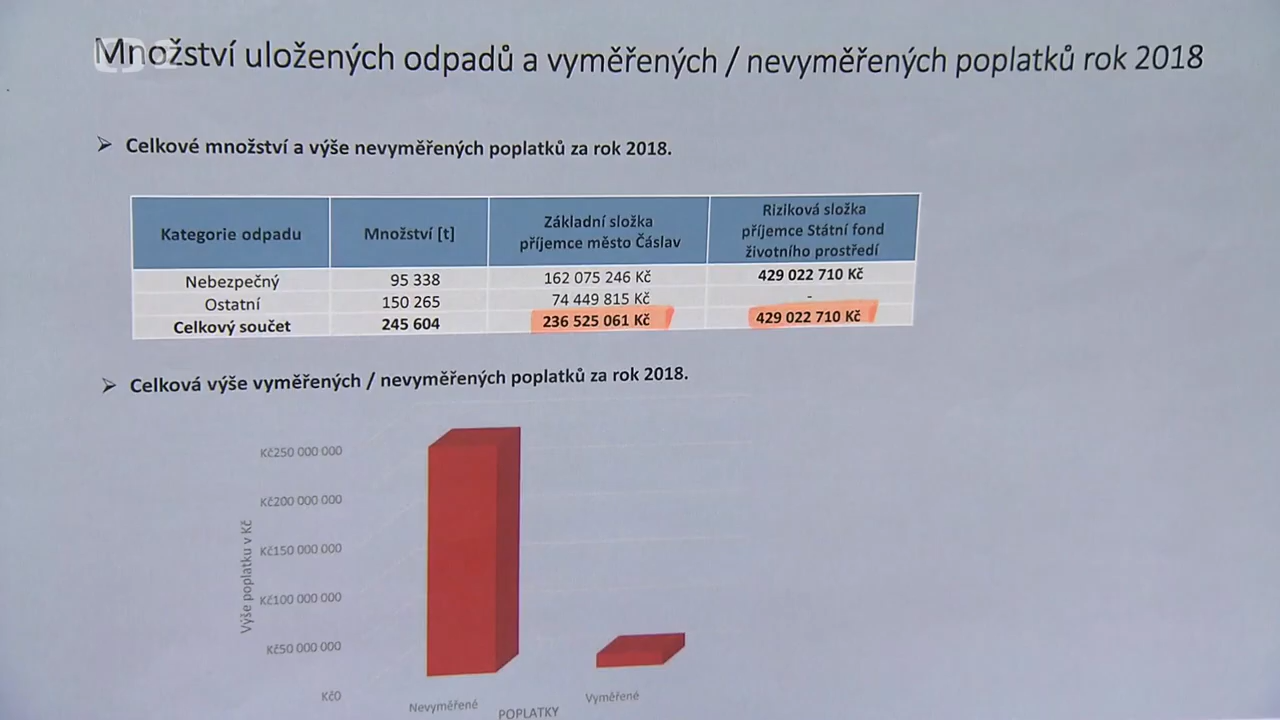 Množství uložených odpadů a vyměřených / nevyměřených poplatků rok 2018
Celkové množství a výše nevyměřených poplatků za rok 2018.
Kategorie odpadu
Množství [t]
Základní složka
příjemce město Čáslav
Riziková složka
příjemce Státní fond
životního prostředí
Nebezpečný 95 338 162 075 246 Kč 429 022 710 Kč
Ostatní 150 265 74 449 815 Kč -
Celkový součet 245 604 236 525 061 Kč 429 022 710 Kč
Celková výše vyměřených / nevyměřených poplatků za rok 2018.
Výše poplatku v Kč
Kč250 000 000
Kč200 000 000
Kč150 000 000
Kč100 000 000
Kč50 000 000
Kč0
Nevyměřené
Vyměřené
POPLATKY